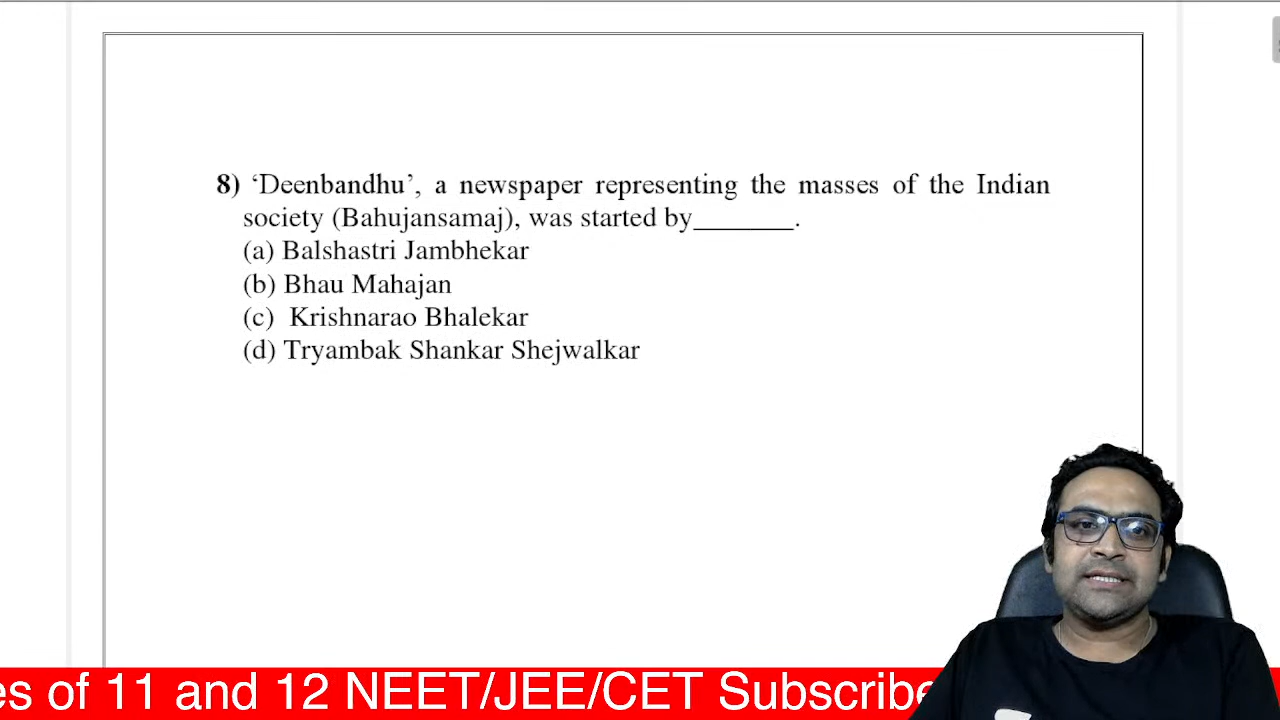 8) ‘Deenbandhu’, a newspaper representing the masses of the Indian
society (Bahujansamaj), was started by_______.
(a) Balshastri Jambhekar
(b) Bhau Mahajan
(c) Krishnarao Bhalekar
(d) Tryambak Shankar Shejwalkar
es of 11 and 12 NEET/JEE/CET Subscribe